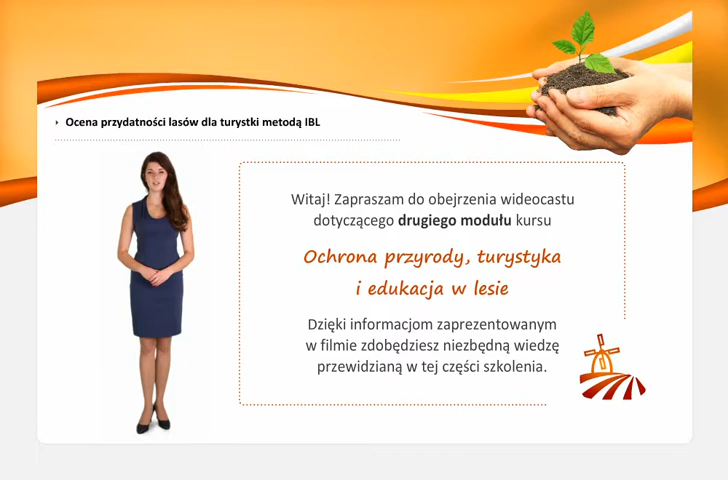 Ocena przydatności lasów dla turystki metodą IBL
Witaj! Zapraszam do obejrzenia wideocastu
dotyczącego drugiego modułu kursu
Ochrona przyrody, turystyka
i edukacja w lesie
Dzięki informacjom zaprezentowanym
w filmie zdobędziesz niezbędną wiedzę
przewidzianą w tej części szkolenia.